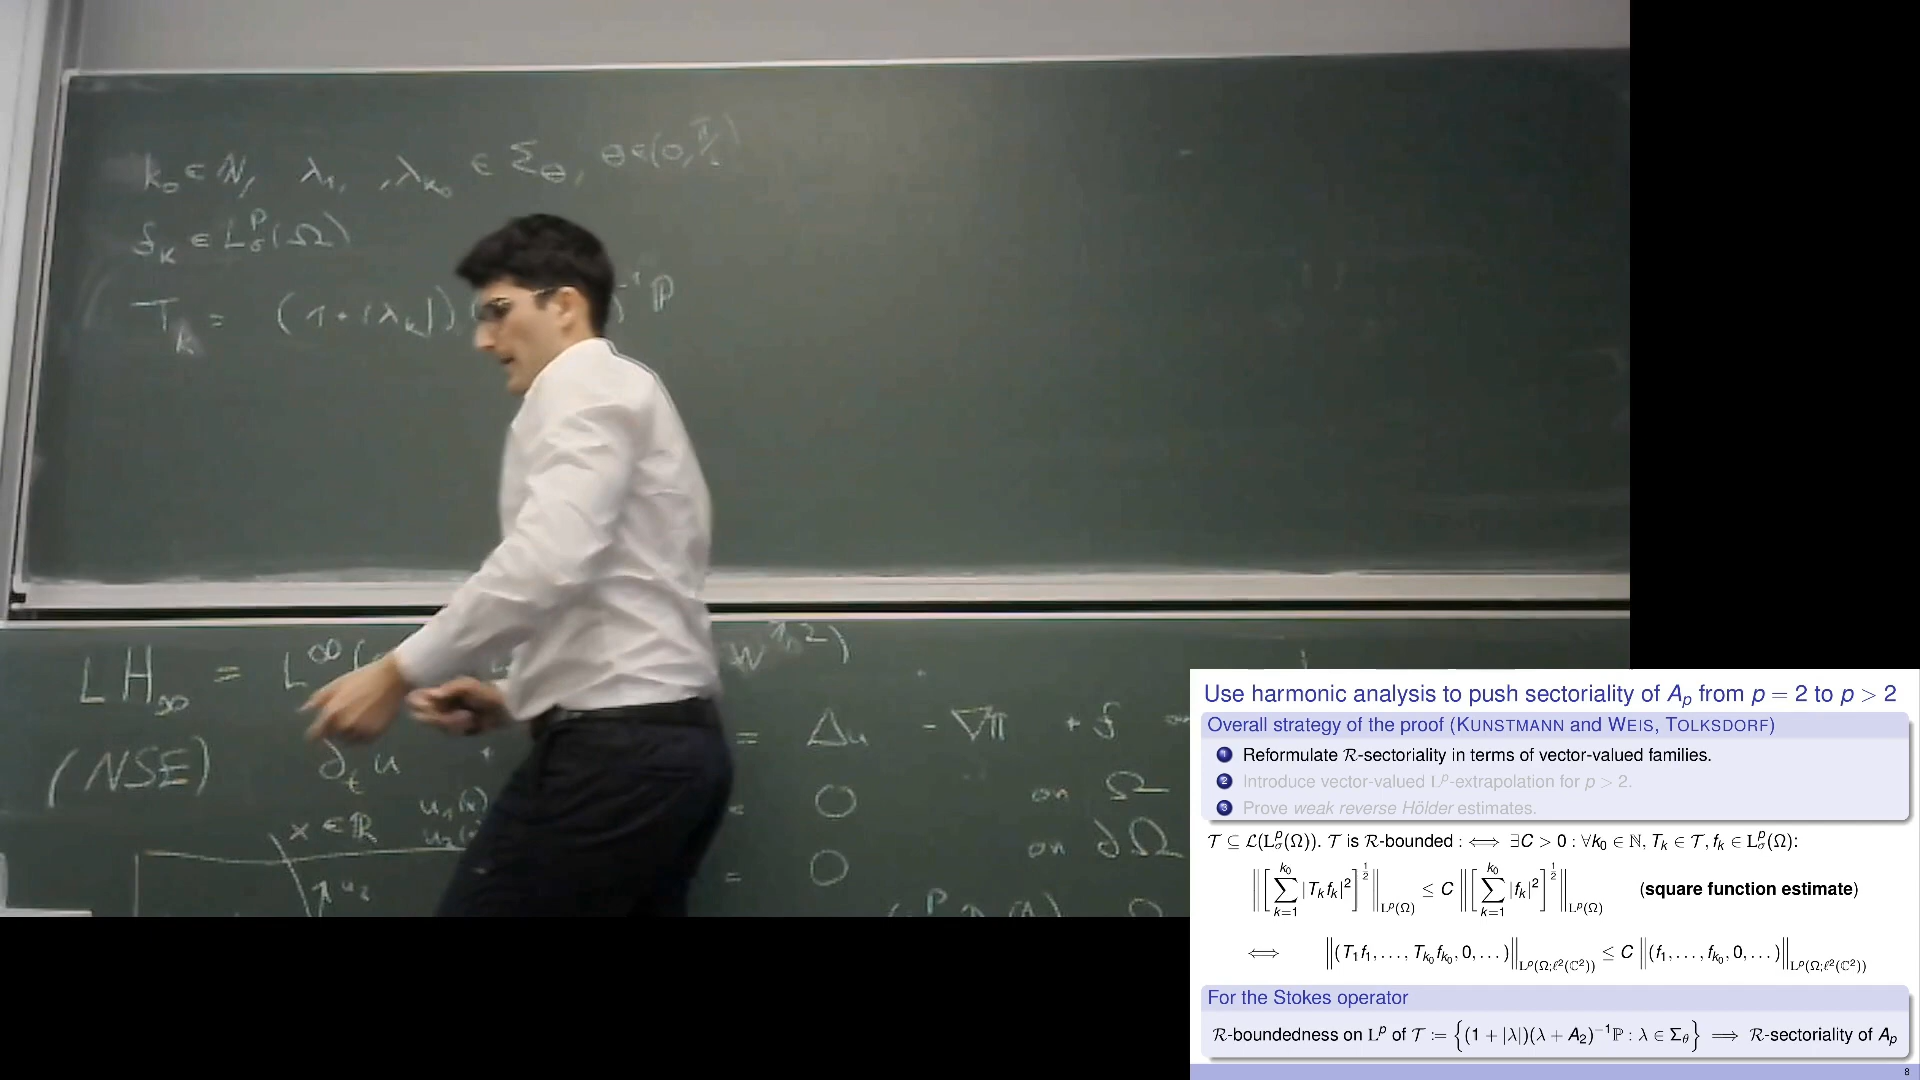 k₀ ∈ ℕ, λ₁, , λ_{k₀} ∈ Σ_θ, θ ∈ (0, π/2)
f_k ∈ L^p_σ(Ω)
T_k = (1+|λ_k|) )⁻¹ ℙ
LH_∞ = L^∞( W^{1,2})
(NSE) ∂_t u = Δu - ∇π + f on
= 0 on Ω
= 0 on ∂Ω
x ∈ ℝ
Use harmonic analysis to push sectoriality of A_p from p = 2 to p > 2
Overall strategy of the proof (KUNSTMANN and WEIS, TOLKSDORF)
1 Reformulate ℛ-sectoriality in terms of vector-valued families.
2 Introduce vector-valued L^p-extrapolation for p > 2.
3 Prove weak reverse Hölder estimates.
𝒯 ⊆ ℒ(L^p_σ(Ω)). 𝒯 is ℛ-bounded :⟺ ∃C > 0 : ∀k₀ ∈ ℕ, T_k ∈ 𝒯, f_k ∈ L^p_σ(Ω):
‖[∑_{k=1}^{k₀} |T_k f_k|²]^{1/2}‖_{L^p(Ω)} ≤ C ‖[∑_{k=1}^{k₀} |f_k|²]^{1/2}‖_{L^p(Ω)} (square function estimate)
⟺ ‖(T₁f₁, …, T_{k₀}f_{k₀}, 0, …)‖_{L^p(Ω;ℓ²(ℂ²))} ≤ C ‖(f₁, …, f_{k₀}, 0, …)‖_{L^p(Ω;ℓ²(ℂ²))}
For the Stokes operator
ℛ-boundedness on L^p of 𝒯 := {(1 + |λ|)(λ + A₂)⁻¹ℙ : λ ∈ Σ_θ} ⟹ ℛ-sectoriality of A_p
8